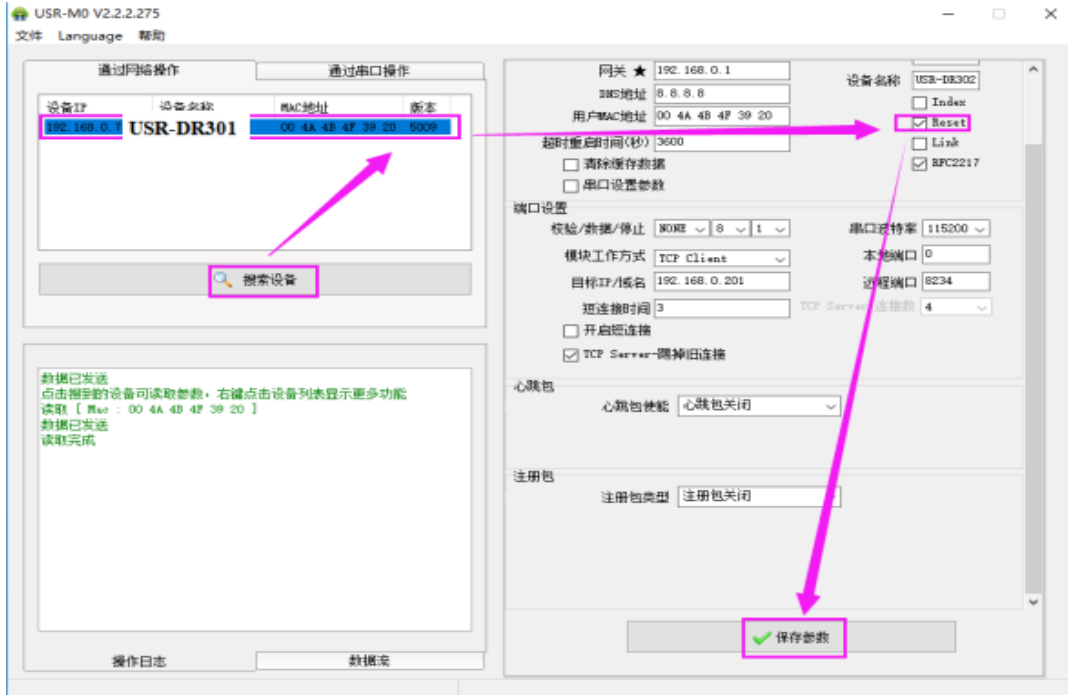 USR-M0 V2.2.2.275
文件 Language 帮助
通过网络操作 通过串口操作
设备IP 设备名称 MAC地址 版本
192.168.0.7 USR-DR301 00 4A 4B 4F 39 20 5009
搜索设备
数据已发送
点击搜到的设备可读取参数，右键点击设备列表显示更多功能
读取 [ Mac : 00 4A 4B 4F 39 20 ]
数据已发送
读取完成
操作日志 数据流
网关 ★ 192.168.0.1
DNS地址 8.8.8.8
用户MAC地址 00 4A 4B 4F 39 20
超时重启时间(秒) 3600
清除缓存数据
串口设置参数
设备名称 USR-DR302
Index
Reset
Link
RFC2217
端口设置
校验/数据/停止 NONE 8 1 串口波特率 115200
模块工作方式 TCP Client 本地端口 0
目标IP/域名 192.168.0.201 远程端口 8234
短连接时间 3 TCP Server-连接数 4
开启短连接
TCP Server-踢掉旧连接
心跳包
心跳包使能 心跳包关闭
注册包
注册包类型 注册包关闭
保存参数